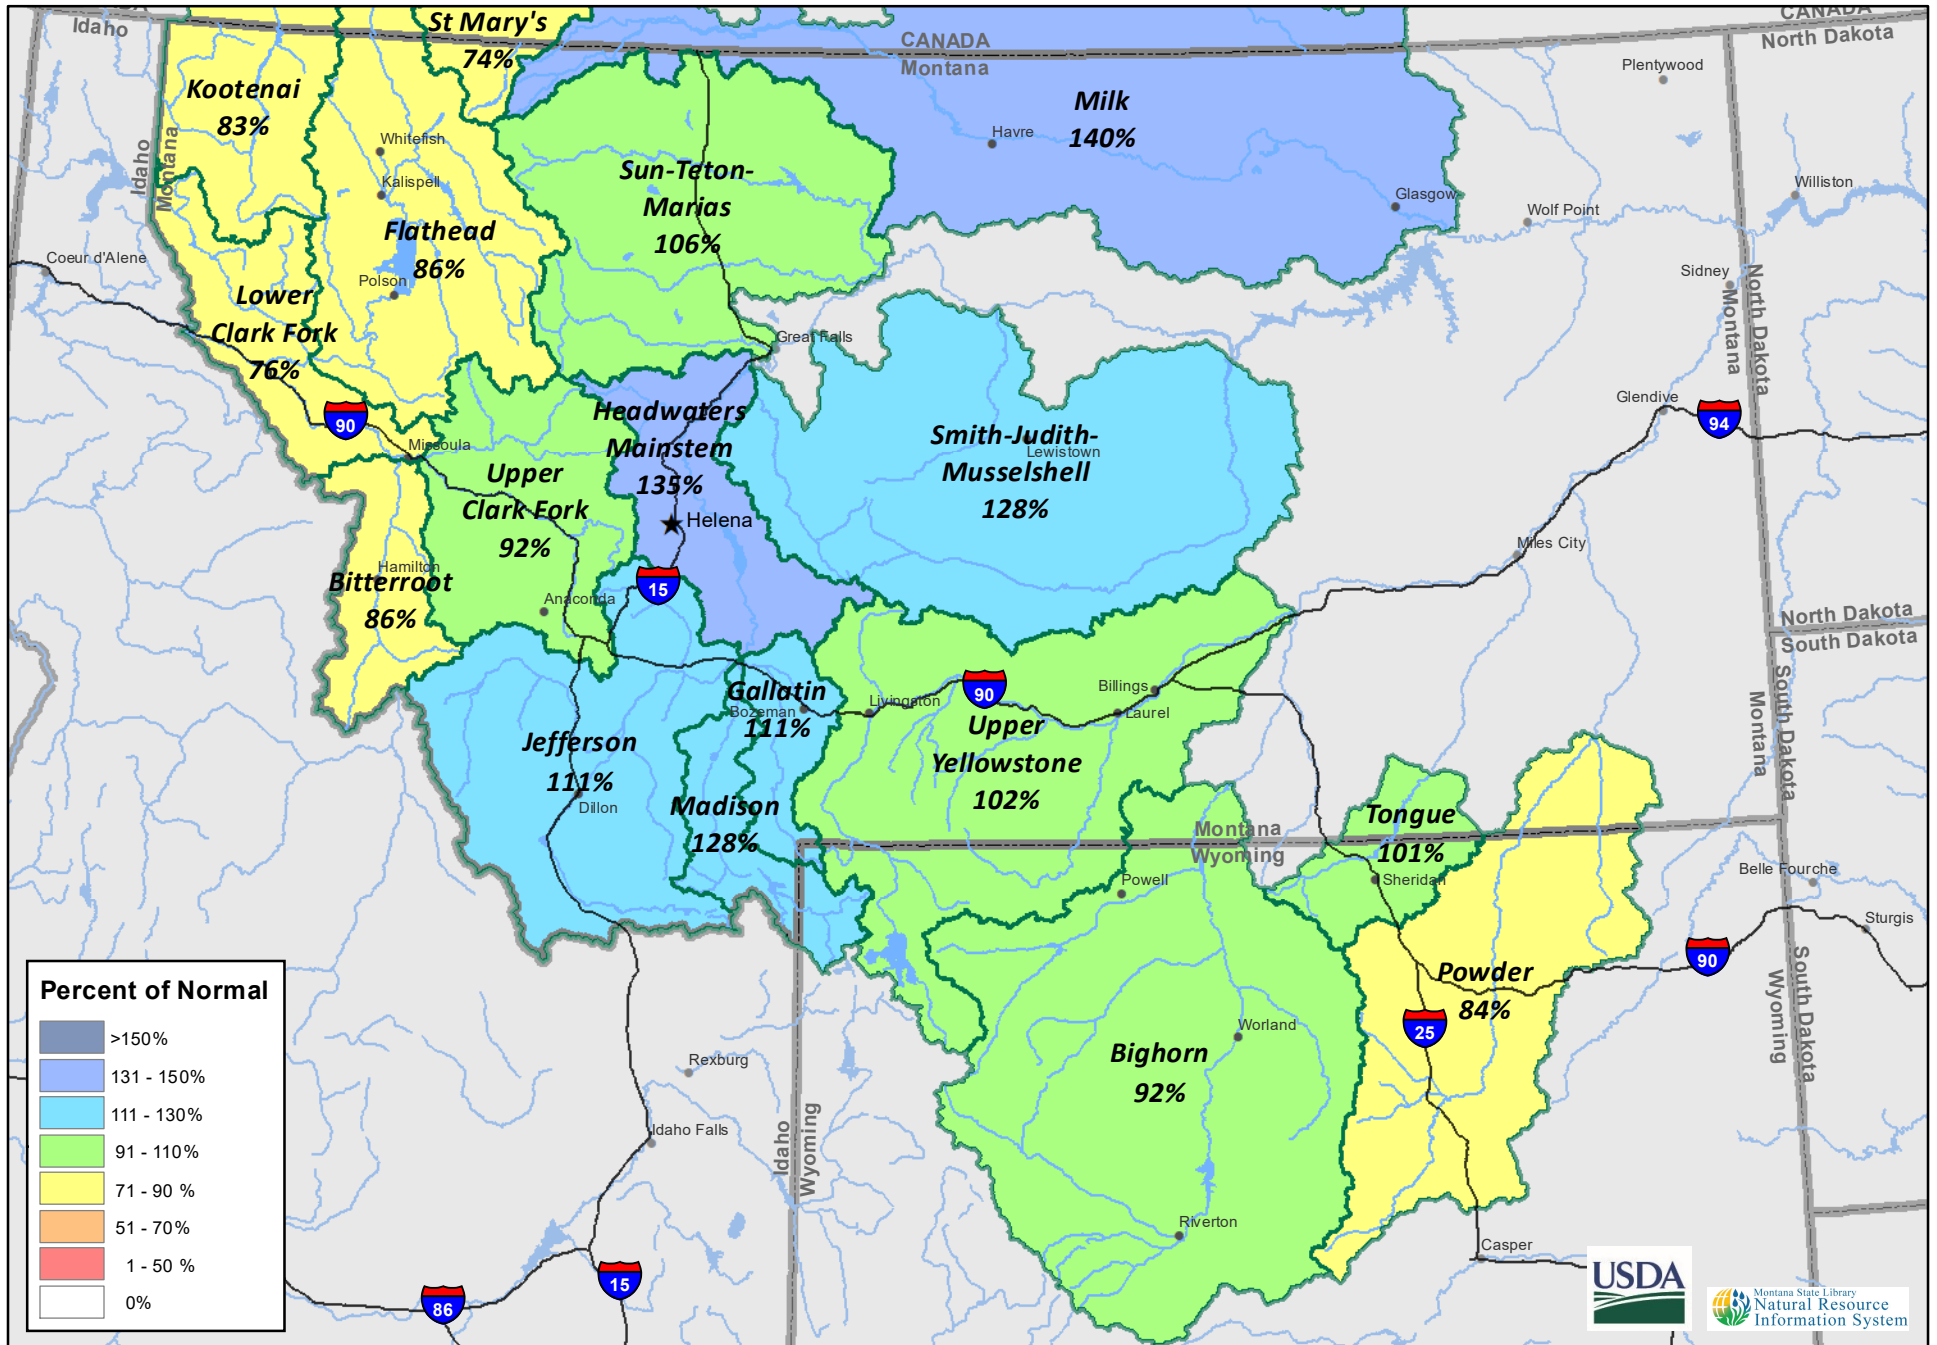 Idaho
St Mary's
74%
CANADA
Montana
CANADA
North Dakota
Kootenai
83%
Idaho
Montana
Whitefish
Kalispell
Flathead
86%
Polson
Sun-Teton-
Marias
106%
Milk
140%
Havre
Glasgow
Plentywood
Wolf Point
Williston
Sidney
Montana
North Dakota
Coeur d'Alene
Lower
Clark Fork
76%
90
Missoula
Great Falls
Headwaters
Mainstem
135%
Helena
Smith-Judith-
Lewistown
Musselshell
128%
Glendive
94
Upper
Clark Fork
92%
Hamilton
Bitterroot
86%
Anaconda
15
Miles City
North Dakota
South Dakota
Gallatin
Bozeman
111%
Livingston
90
Billings
Laurel
Upper
Yellowstone
102%
Montana
South Dakota
Jefferson
111%
Dillon
Madison
128%
Montana
Wyoming
Tongue
101%
Sheridan
Powell
Belle Fourche
Sturgis
90
Powder
84%
25
Wyoming
South Dakota
Worland
Bighorn
92%
Riverton
Casper
Rexburg
Idaho Falls
Idaho
Wyoming
15
86
Percent of Normal
>150%
131 - 150%
111 - 130%
91 - 110%
71 - 90 %
51 - 70%
1 - 50 %
0%
USDA
Montana State Library
Natural Resource
Information System